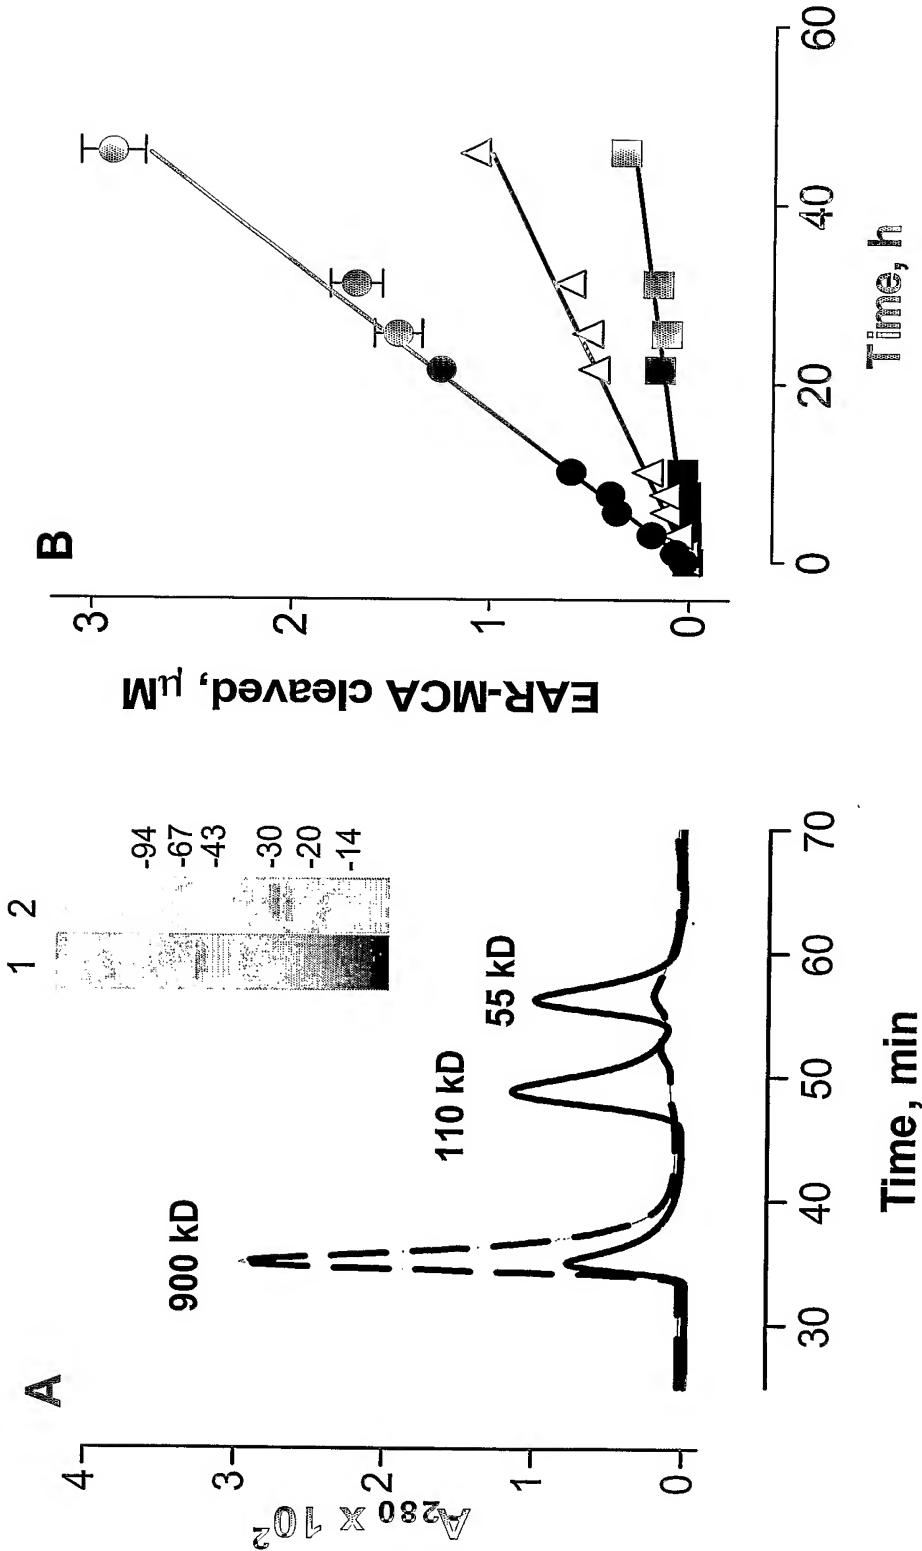 A
900 kD
110 kD
55 kD
1 2
-94
-67
-43
-30
-20
-14
4
3
2
1
0
A280 x 10²
30 40 50 60 70
Time, min
B
3
2
1
0
EAR-MCA cleaved, μM
0 20 40 60
Time, h